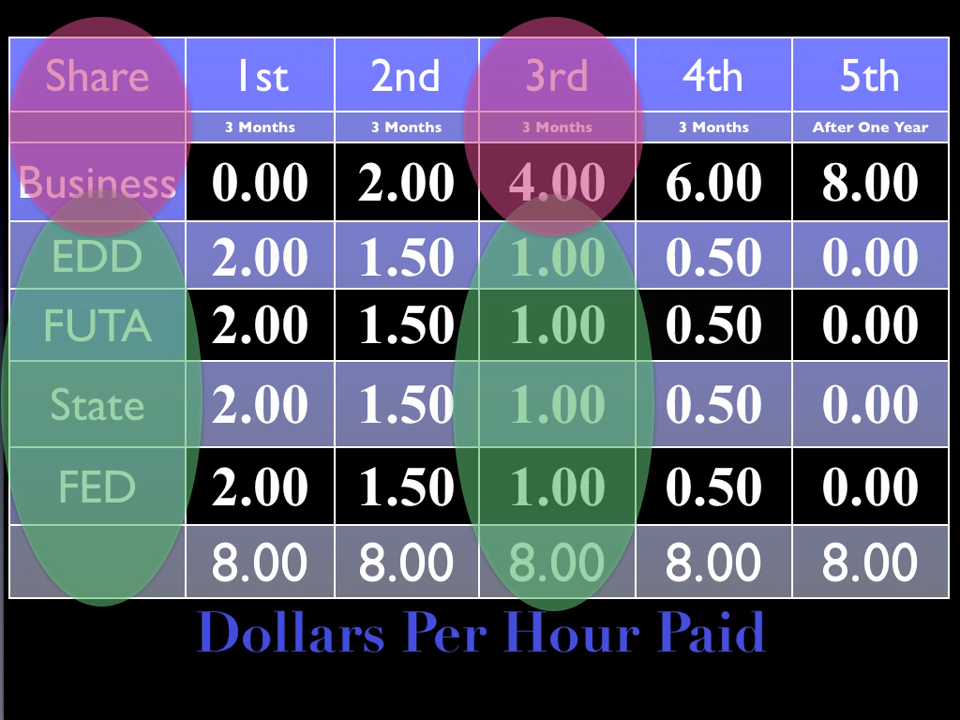 Share 1st 2nd 3rd 4th 5th
3 Months 3 Months 3 Months 3 Months After One Year
Business 0.00 2.00 4.00 6.00 8.00
EDD 2.00 1.50 1.00 0.50 0.00
FUTA 2.00 1.50 1.00 0.50 0.00
State 2.00 1.50 1.00 0.50 0.00
FED 2.00 1.50 1.00 0.50 0.00
8.00 8.00 8.00 8.00 8.00
Dollars Per Hour Paid